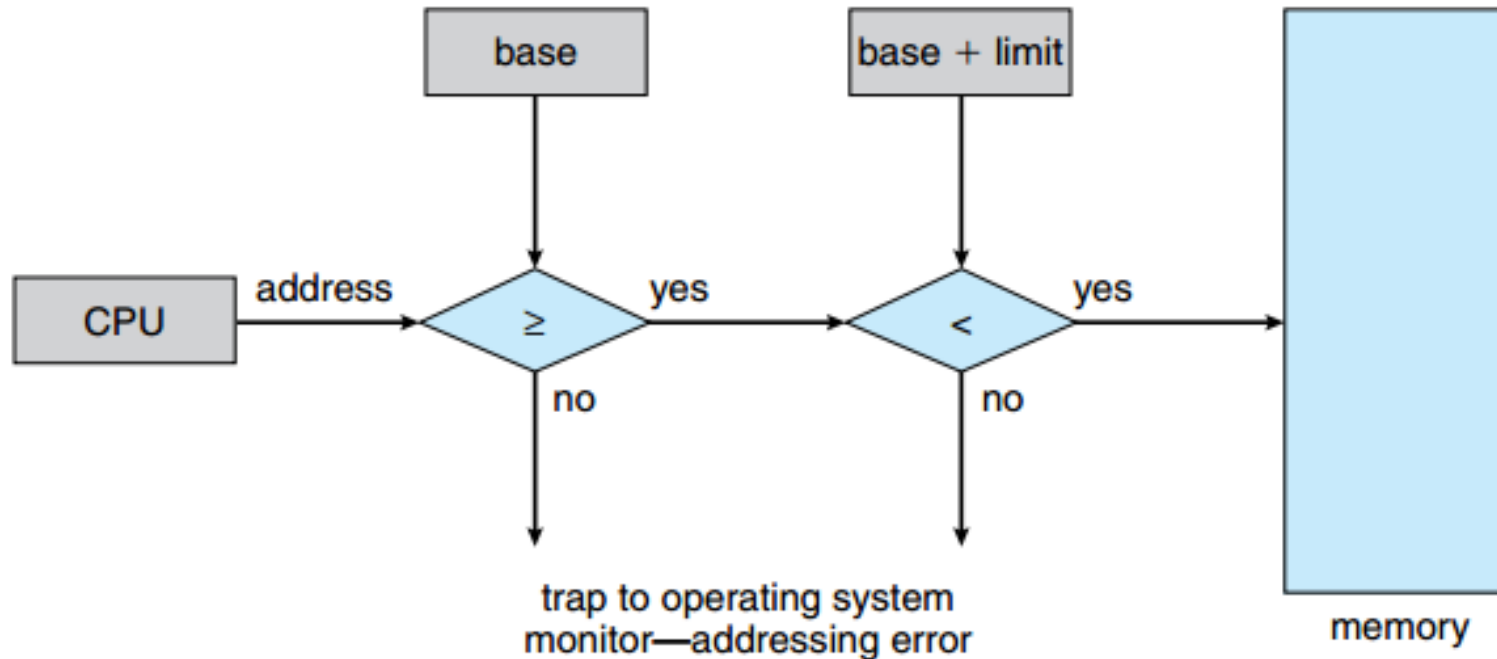 base
base + limit
CPU
address
≥
yes
<
yes
no
no
trap to operating system
monitor—addressing error
memory